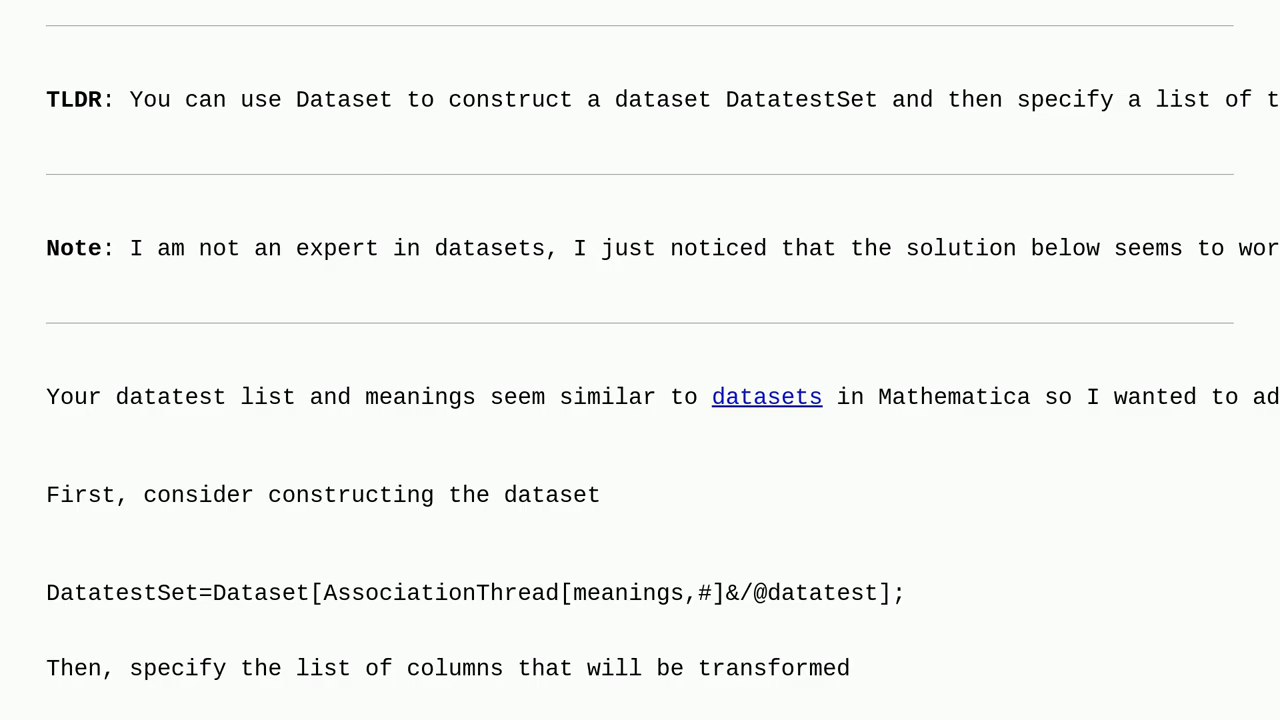 TLDR: You can use Dataset to construct a dataset DatatestSet and then specify a list of
Note: I am not an expert in datasets, I just noticed that the solution below seems to
Your datatest list and meanings seem similar to datasets in Mathematica so I wanted to
First, consider constructing the dataset
DatatestSet=Dataset[AssociationThread[meanings,#]&/@datatest];
Then, specify the list of columns that will be transformed